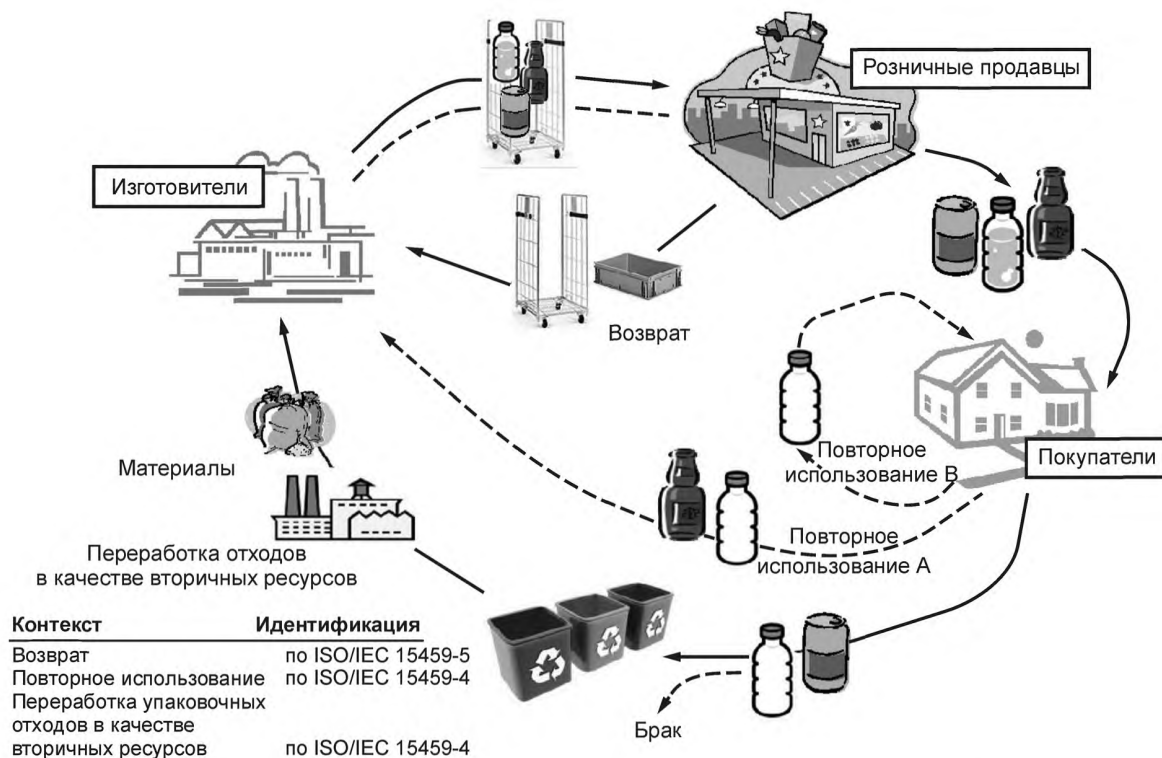 Розничные продавцы
Изготовители
Возврат
Материалы
Повторное
использование В
Покупатели
Переработка отходов
в качестве вторичных ресурсов
Повторное
использование А
Контекст Идентификация
Возврат по ISO/IEC 15459-5
Повторное использование по ISO/IEC 15459-4
Переработка упаковочных
отходов в качестве
вторичных ресурсов по ISO/IEC 15459-4
Брак